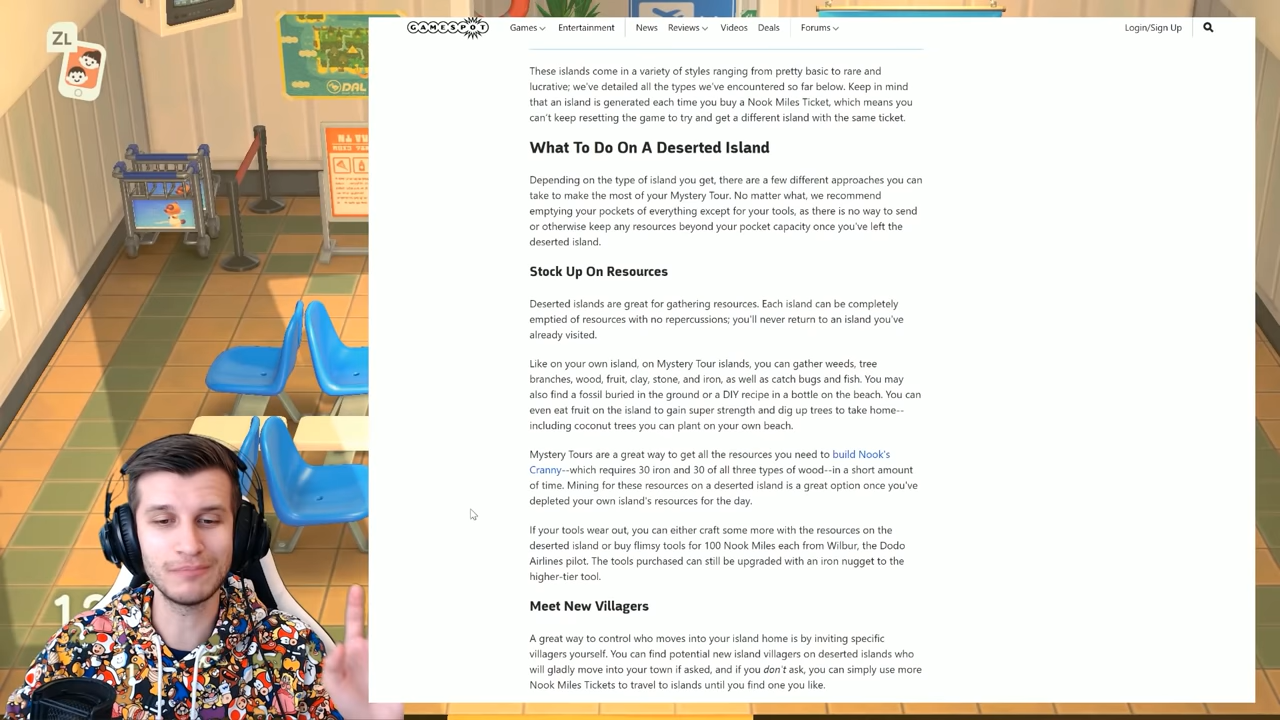 ZL
DAL
GAMESPOT
Games
Entertainment
News
Reviews
Videos
Deals
Forums
Login/Sign Up
These islands come in a variety of styles ranging from pretty basic to rare and
lucrative; we've detailed all the types we've encountered so far below. Keep in mind
that an island is generated each time you buy a Nook Miles Ticket, which means you
can't keep resetting the game to try and get a different island with the same ticket.
What To Do On A Deserted Island
Depending on the type of island you get, there are a few different approaches you can
take to make the most of your Mystery Tour. No matter what, we recommend
emptying your pockets of everything except for your tools, as there is no way to send
or otherwise keep any resources beyond your pocket capacity once you've left the
deserted island.
Stock Up On Resources
Deserted islands are great for gathering resources. Each island can be completely
emptied of resources with no repercussions; you'll never return to an island you've
already visited.
Like on your own island, on Mystery Tour islands, you can gather weeds, tree
branches, wood, fruit, clay, stone, and iron, as well as catch bugs and fish. You may
also find a fossil buried in the ground or a DIY recipe in a bottle on the beach. You can
even eat fruit on the island to gain super strength and dig up trees to take home--
including coconut trees you can plant on your own beach.
Mystery Tours are a great way to get all the resources you need to build Nook's
Cranny--which requires 30 iron and 30 of all three types of wood--in a short amount
of time. Mining for these resources on a deserted island is a great option once you've
depleted your own island's resources for the day.
If your tools wear out, you can either craft some more with the resources on the
deserted island or buy flimsy tools for 100 Nook Miles each from Wilbur, the Dodo
Airlines pilot. The tools purchased can still be upgraded with an iron nugget to the
higher-tier tool.
Meet New Villagers
A great way to control who moves into your island home is by inviting specific
villagers yourself. You can find potential new island villagers on deserted islands who
will gladly move into your town if asked, and if you don't ask, you can simply use more
Nook Miles Tickets to travel to islands until you find one you like.